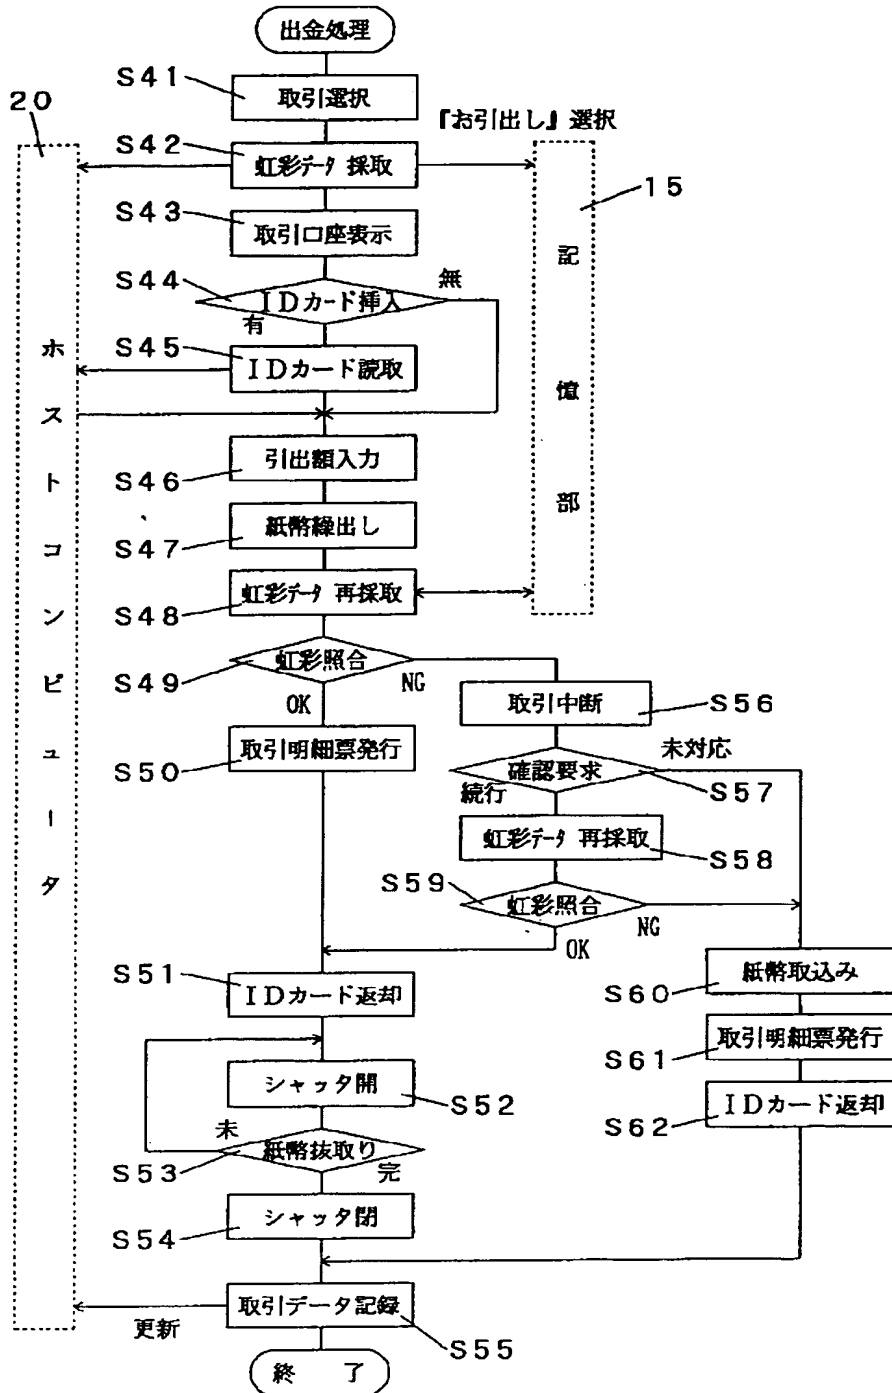 出金処理
S41
取引選択
20
『お引出し』選択
S42
虹彩データ 採取
15
S43
取引口座表示
記憶部
S44
IDカード挿入
無
有
S45
IDカード読取
ホストコンピュータ
引出額入力
S46
紙幣繰出し
S47
虹彩データ 再採取
S48
虹彩照合
S49
NG
OK
取引中断
S56
取引明細票発行
S50
未対応
確認要求
S57
続行
虹彩データ 再採取
S58
S59
虹彩照合
NG
OK
S51
IDカード返却
紙幣取込み
S60
取引明細票発行
S61
シャッタ開
S52
IDカード返却
S62
未
紙幣抜取り
S53
完
シャッタ閉
S54
取引データ記録
更新
S55
終 了